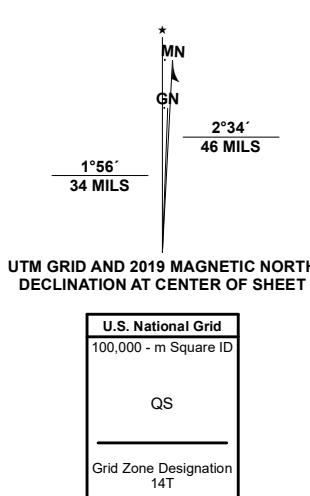 ★
MN
GN
2°34´
46 MILS
1°56´
34 MILS
UTM GRID AND 2019 MAGNETIC NORTH
DECLINATION AT CENTER OF SHEET
U.S. National Grid
100,000 - m Square ID
QS
Grid Zone Designation
14T